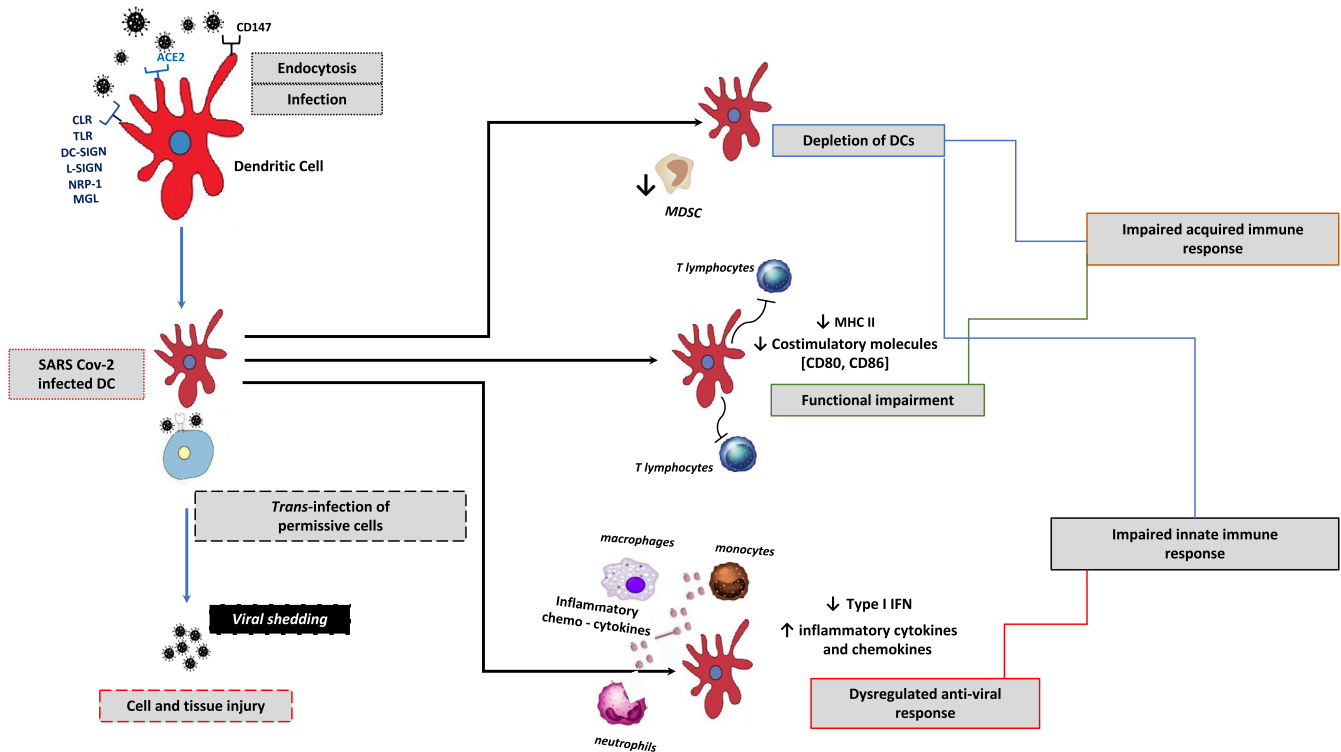 CD147
ACE2
Endocytosis
Infection
CLR
TLR
DC-SIGN
L-SIGN
NRP-1
MGL
Dendritic Cell
Depletion of DCs
MDSC
Impaired acquired immune
response
T lymphocytes
↓ MHC II
↓ Costimulatory molecules
[CD80, CD86]
SARS Cov-2
infected DC
Functional impairment
T lymphocytes
Trans-infection of
permissive cells
Impaired innate immune
response
macrophages
monocytes
Inflammatory
chemo - cytokines
↓ Type I IFN
↑ inflammatory cytokines
and chemokines
Viral shedding
Cell and tissue injury
Dysregulated anti-viral
response
neutrophils